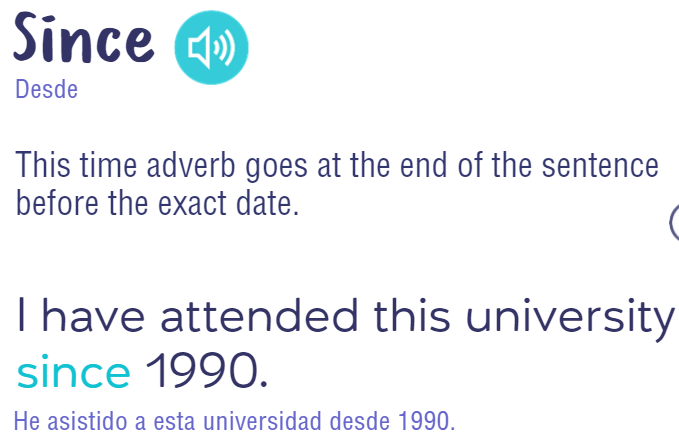 Since
Desde
This time adverb goes at the end of the sentence
before the exact date.
I have attended this university
since 1990.
He asistido a esta universidad desde 1990.